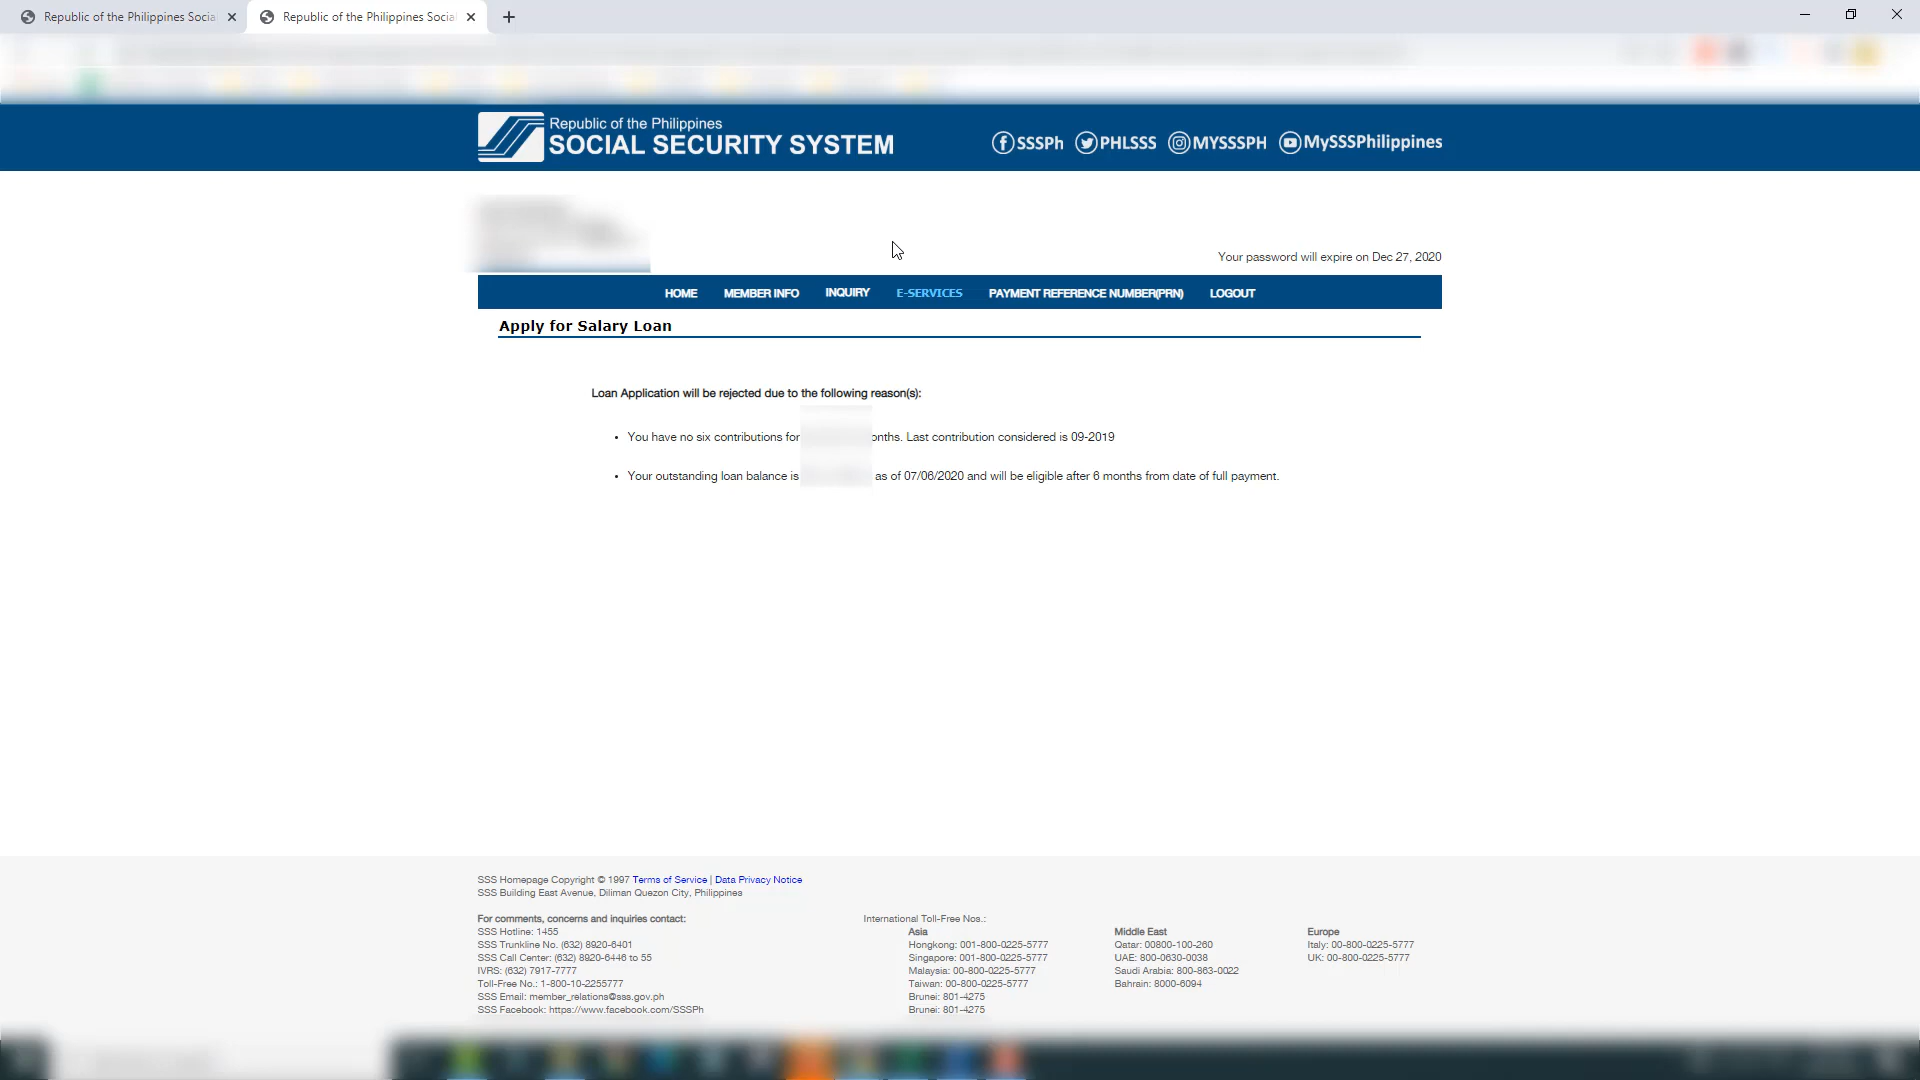 Republic of the Philippines Socia
Republic of the Philippines Social
Republic of the Philippines
SOCIAL SECURITY SYSTEM
SSSPh PHLSSS MYSSSPH MySSSPhilippines
Your password will expire on Dec 27, 2020
HOME MEMBER INFO INQUIRY E-SERVICES PAYMENT REFERENCE NUMBER(PRN) LOGOUT
Apply for Salary Loan
Loan Application will be rejected due to the following reason(s):
• You have no six contributions for onths. Last contribution considered is 09-2019
• Your outstanding loan balance is as of 07/06/2020 and will be eligible after 6 months from date of full payment.
SSS Homepage Copyright © 1997 Terms of Service | Data Privacy Notice
SSS Building East Avenue, Diliman Quezon City, Philippines
For comments, concerns and inquiries contact:
SSS Hotline: 1455
SSS Trunkline No. (632) 8920-6401
SSS Call Center: (632) 8920-6446 to 55
IVRS: (632) 7917-7777
Toll-Free No.: 1-800-10-2255777
SSS Email: member_relations@sss.gov.ph
SSS Facebook: https://www.facebook.com/SSSPh
International Toll-Free Nos.:
Asia
Hongkong: 001-800-0225-5777
Singapore: 001-800-0225-5777
Malaysia: 00-800-0225-5777
Taiwan: 00-800-0225-5777
Brunei: 801-4275
Brunei: 801-4275
Middle East
Qatar: 00800-100-260
UAE: 800-0630-0038
Saudi Arabia: 800-863-0022
Bahrain: 8000-6094
Europe
Italy: 00-800-0225-5777
UK: 00-800-0225-5777